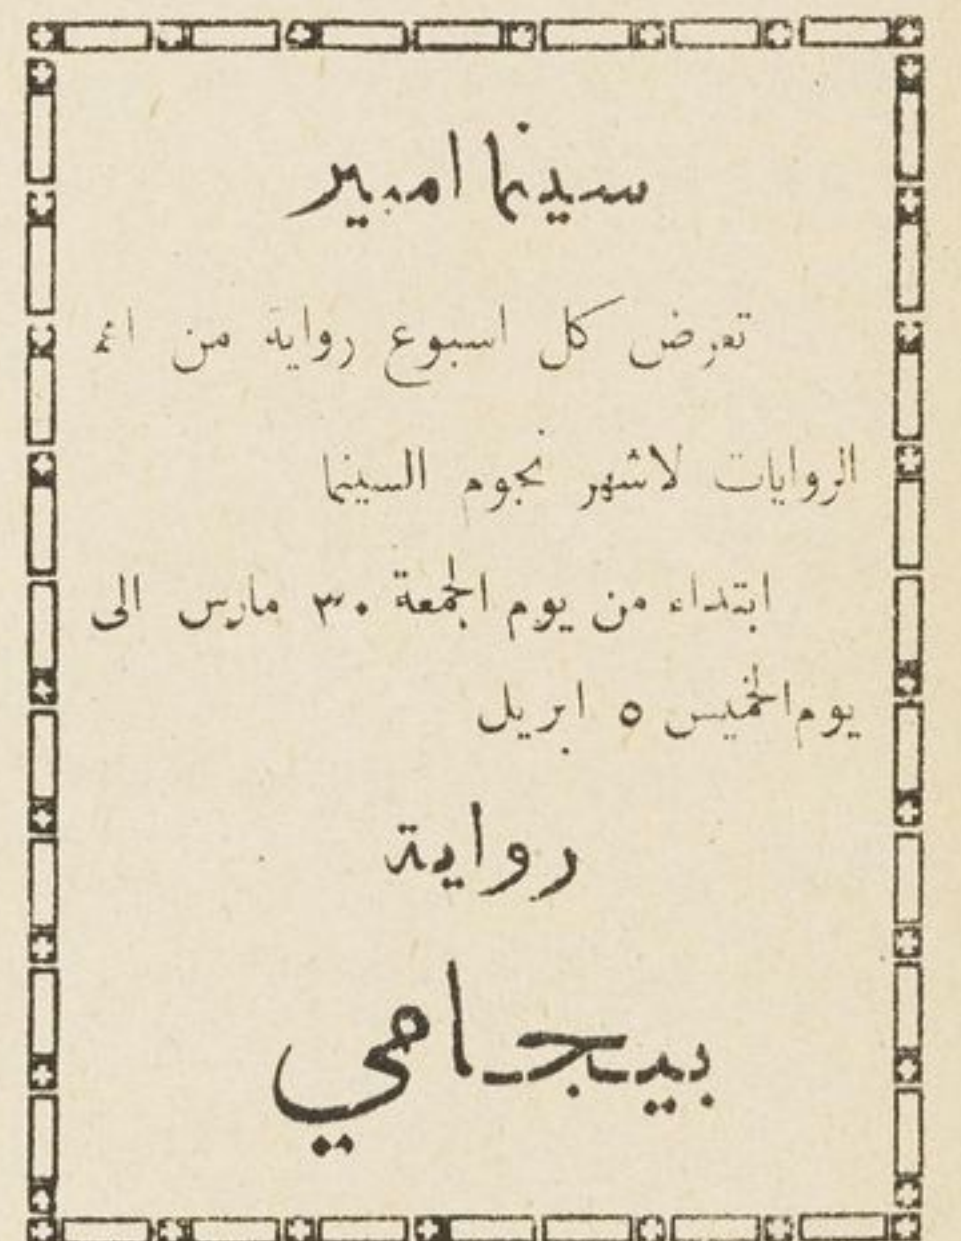 سينما امبير
تعرض كل اسبوع رواية من اتم
الروايات لاشهر نجوم السينما
ابتداء من يوم الجمعة ٣٠ مارس الى
يوم الخميس ٥ ابريل
رواية
بيجامي